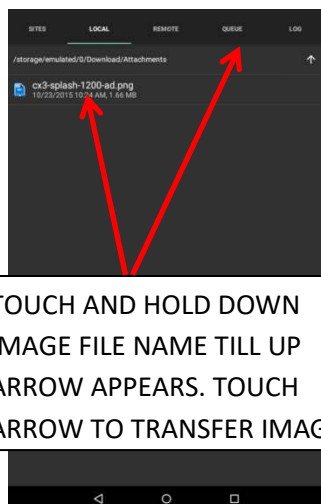 SITES LOCAL REMOTE QUEUE LOG
/storage/emulated/0/Download/Attachments
cx3-splash-1200-ad.png
10/23/2015 10:24 AM, 1.66 MB
TOUCH AND HOLD DOWN
IMAGE FILE NAME TILL UP
ARROW APPEARS. TOUCH
ARROW TO TRANSFER IMAG